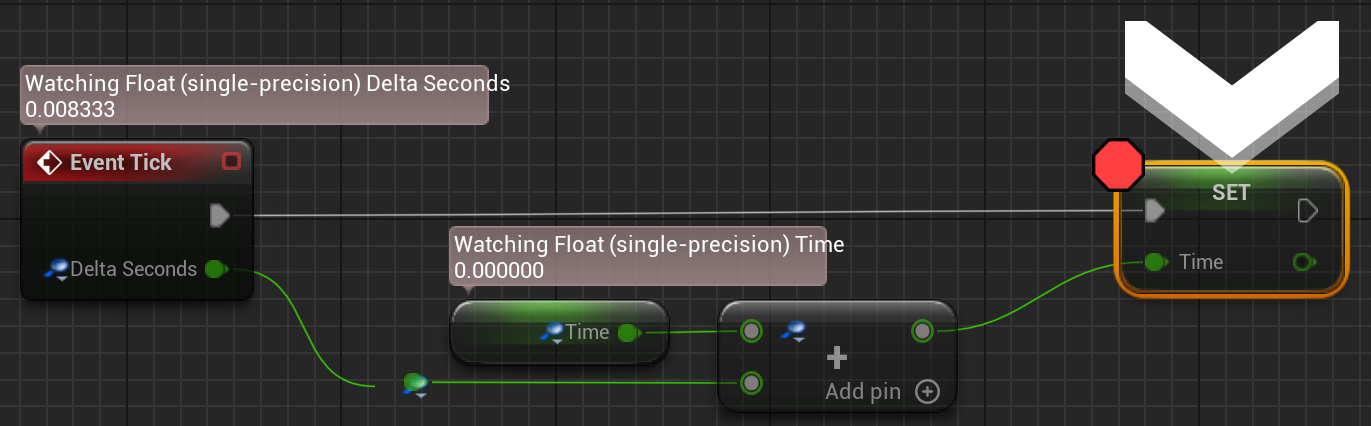 Watching Float (single-precision) Delta Seconds
0.008333
Event Tick
SET
Watching Float (single-precision) Time
0.000000
Delta Seconds
Time
Time
Add pin